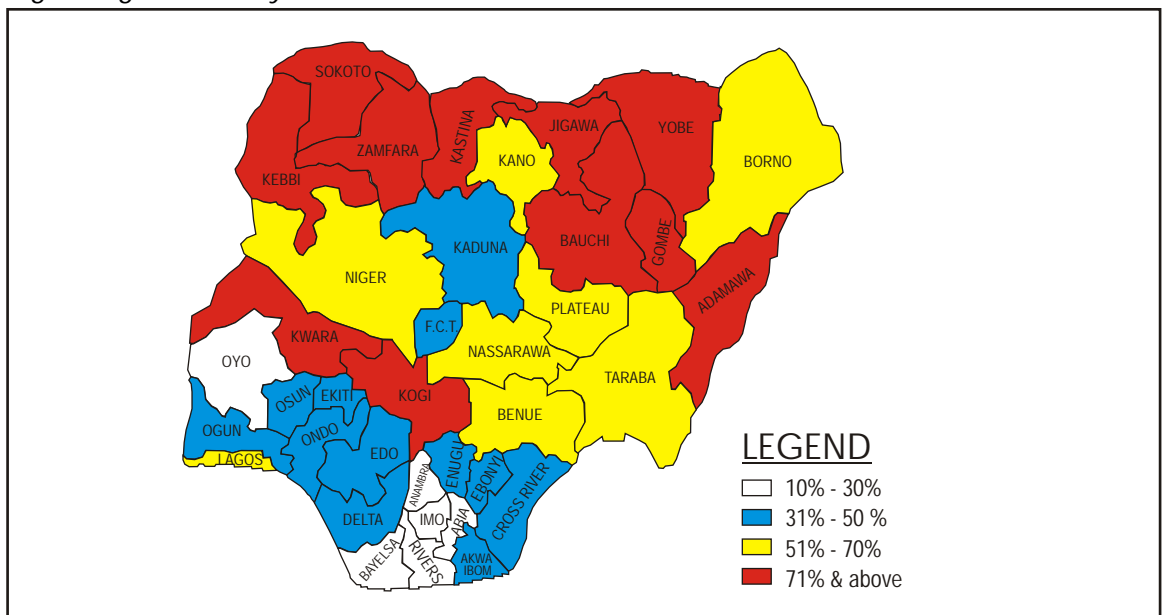 SOKOTO
KASTINA
JIGAWA
YOBE
ZAMFARA
KANO
BORNO
KEBBI
KADUNA
BAUCHI
GOMBE
NIGER
ADAMAWA
PLATEAU
F.C.T.
KWARA
NASSARAWA
OYO
TARABA
OSUN
EKITI
KOGI
BENUE
OGUN
ONDO
EDO
LAGOS
ENUGU
EBONYI
CROSS RIVER
ANAMBRA
DELTA
IMO
ABIA
BAYELSA
RIVERS
AKWA
IBOM
LEGEND
10% - 30%
31% - 50 %
51% - 70%
71% & above